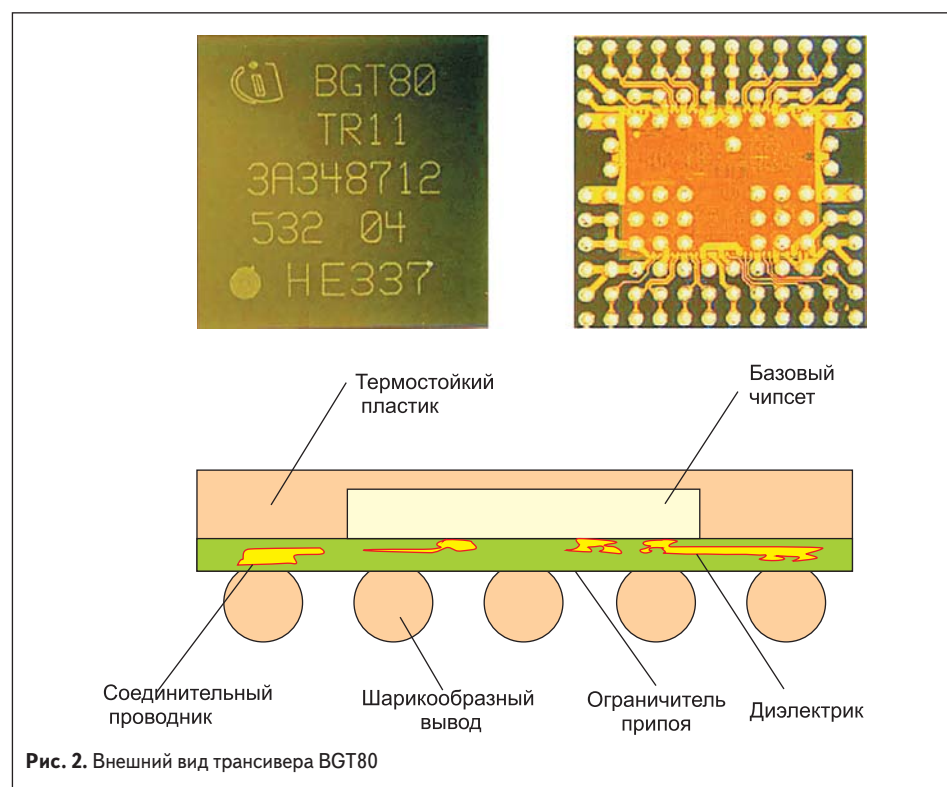 BGT80
TR11
3A348712
532 04
HE337
Термостойкий
пластик
Базовый
чипсет
Соединительный
проводник
Шарикообразный
вывод
Ограничитель
припоя
Диэлектрик
Рис. 2. Внешний вид трансивера BGT80